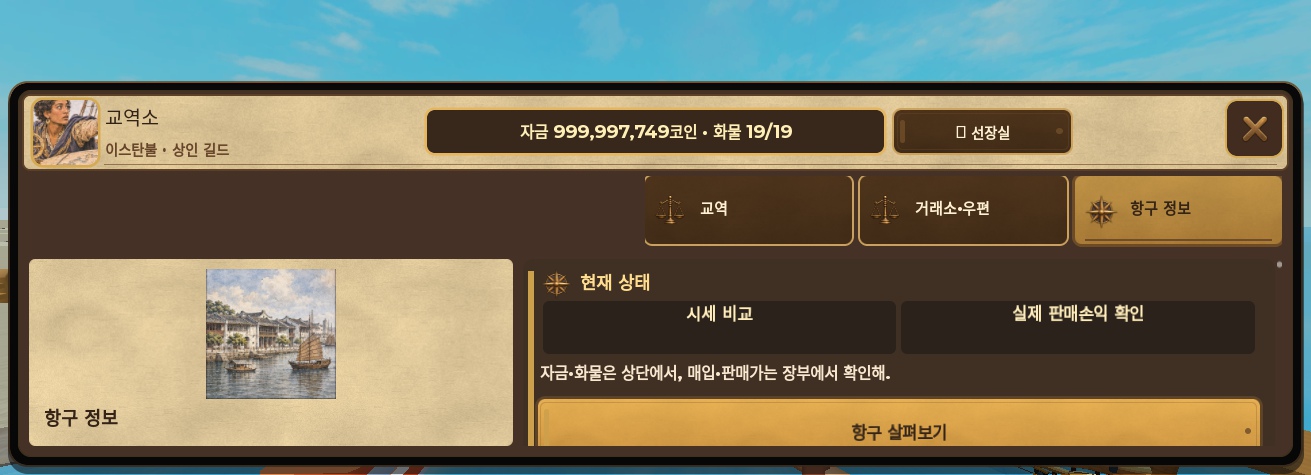 교역소
이스탄불 • 상인 길드
자금 999,997,749코인 • 화물 19/19
선장실
교역
거래소•우편
항구 정보
항구 정보
현재 상태
시세 비교
실제 판매손익 확인
자금•화물은 상단에서, 매입•판매가는 장부에서 확인해.
항구 살펴보기